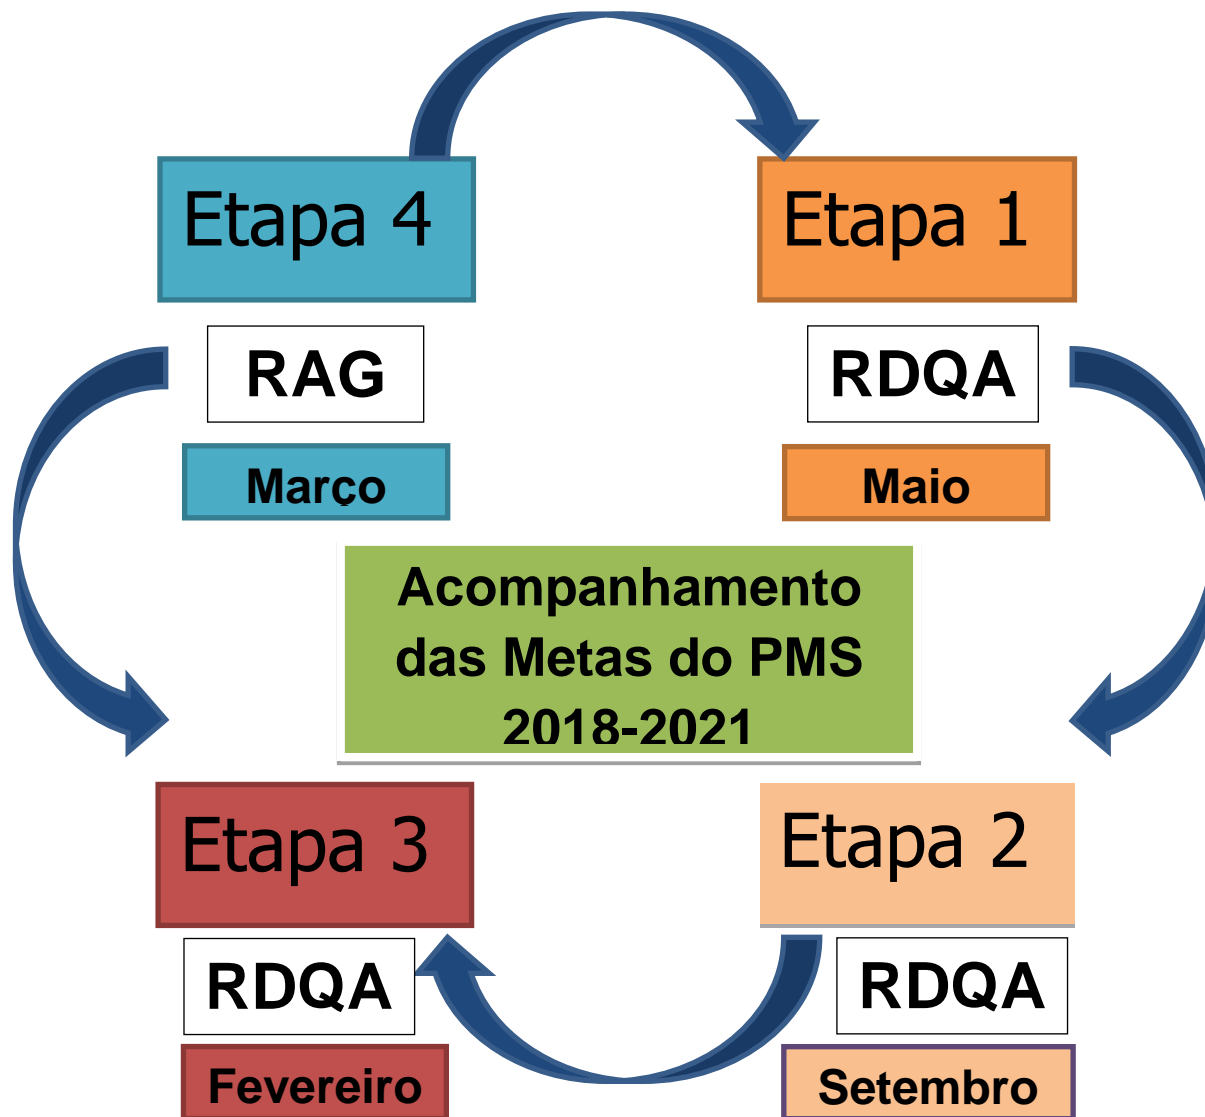 Etapa 4
Etapa 1
RAG
RDQA
Março
Maio
Acompanhamento
das Metas do PMS
2018-2021
Etapa 3
Etapa 2
RDQA
RDQA
Fevereiro
Setembro